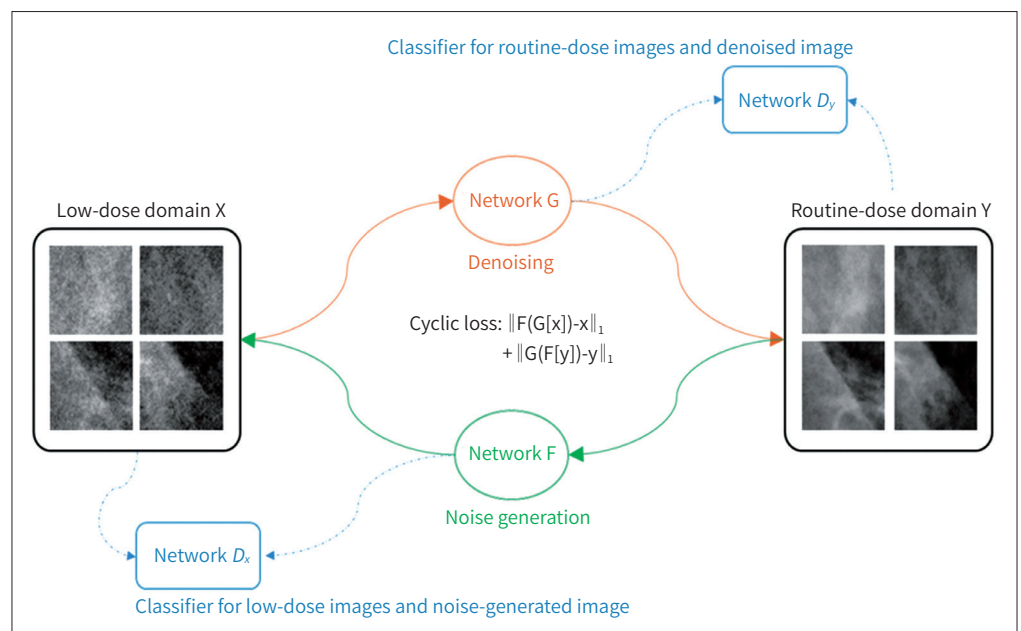 Classifier for routine-dose images and denoised image
Network Dy
Network G
Low-dose domain X
Routine-dose domain Y
Denoising
Cyclic loss: ‖F(G[x])-x‖₁
+ ‖G(F[y])-y‖₁
Network F
Noise generation
Network Dx
Classifier for low-dose images and noise-generated image